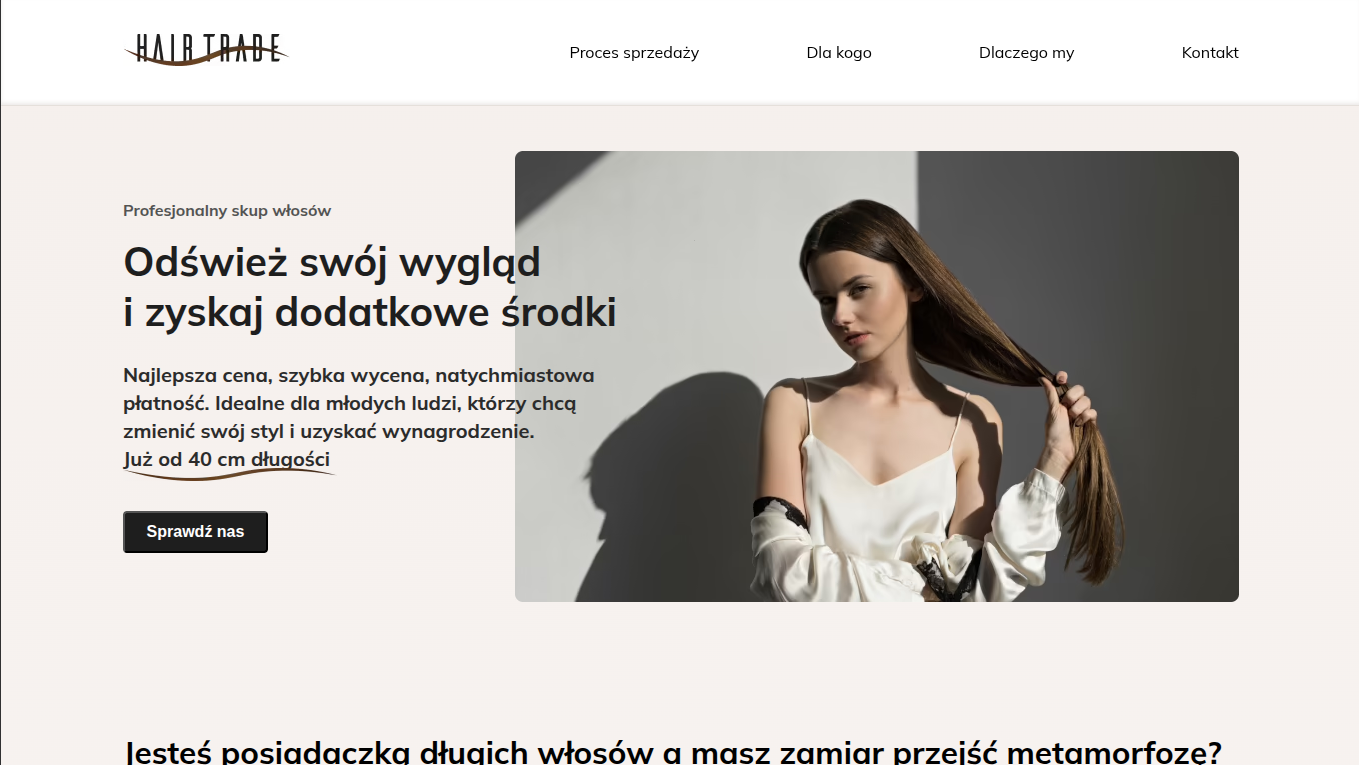 HAIR TRADE
Proces sprzedaży
Dla kogo
Dlaczego my
Kontakt
Profesjonalny skup włosów
Odśwież swój wygląd
i zyskaj dodatkowe środki
Najlepsza cena, szybka wycena, natychmiastowa
płatność. Idealne dla młodych ludzi, którzy chcą
zmienić swój styl i uzyskać wynagrodzenie.
Już od 40 cm długości
Sprawdź nas
Jesteś posiadaczką długich włosów a masz zamiar przejść metamorfozę?